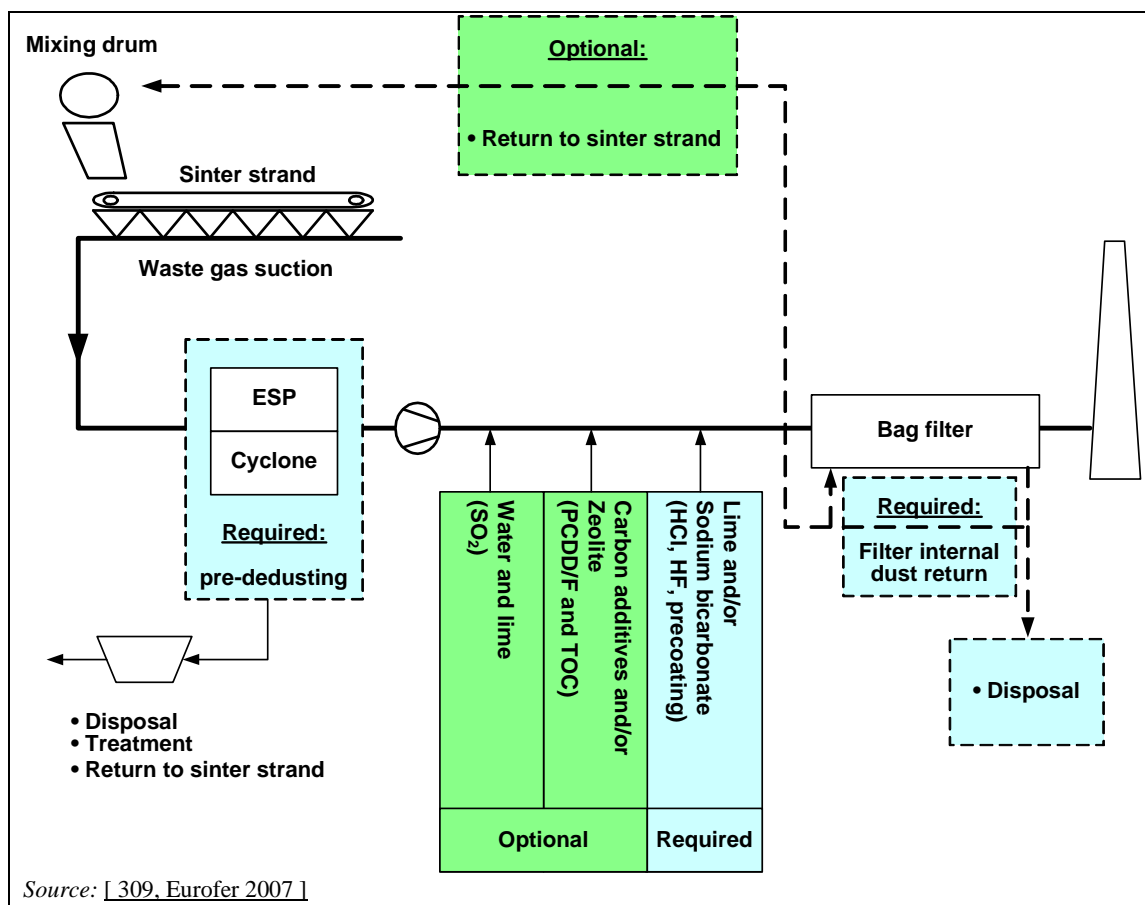 Mixing drum
Optional:
• Return to sinter strand
Sinter strand
Waste gas suction
ESP
Cyclone
Required:
pre-dedusting
Bag filter
Required:
Filter internal
dust return
Water and lime
(SO₂)
Carbon additives and/or
Zeolite
(PCDD/F and TOC)
Lime and/or
Sodium bicarbonate
(HCl, HF, precoating)
Optional
Required
• Disposal
• Disposal
• Treatment
• Return to sinter strand
Source: [ 309, Eurofer 2007 ]